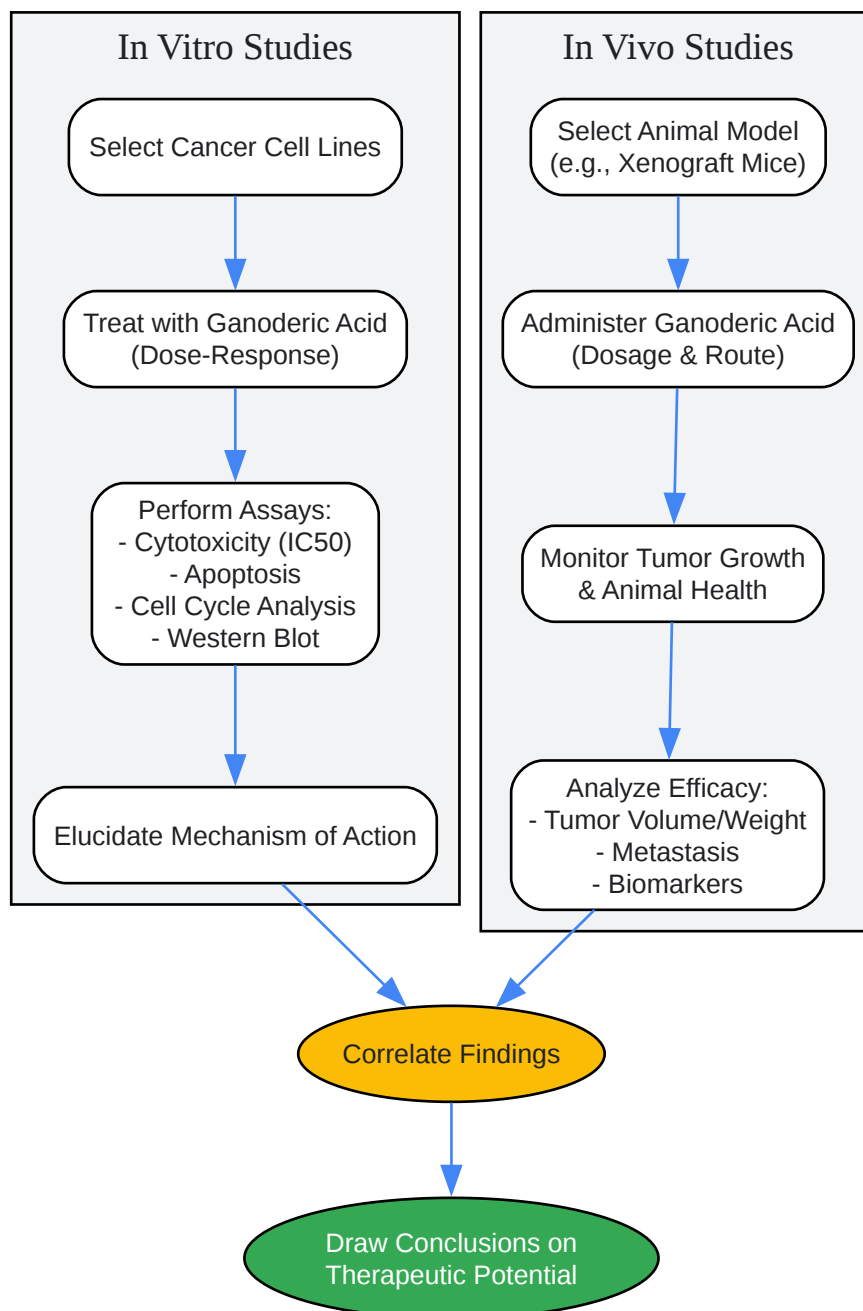 In Vitro Studies
Select Cancer Cell Lines
Treat with Ganoderic Acid
(Dose-Response)
Perform Assays:
- Cytotoxicity (IC50)
- Apoptosis
- Cell Cycle Analysis
- Western Blot
Elucidate Mechanism of Action
In Vivo Studies
Select Animal Model
(e.g., Xenograft Mice)
Administer Ganoderic Acid
(Dosage & Route)
Monitor Tumor Growth
& Animal Health
Analyze Efficacy:
- Tumor Volume/Weight
- Metastasis
- Biomarkers
Correlate Findings
Draw Conclusions on
Therapeutic Potential